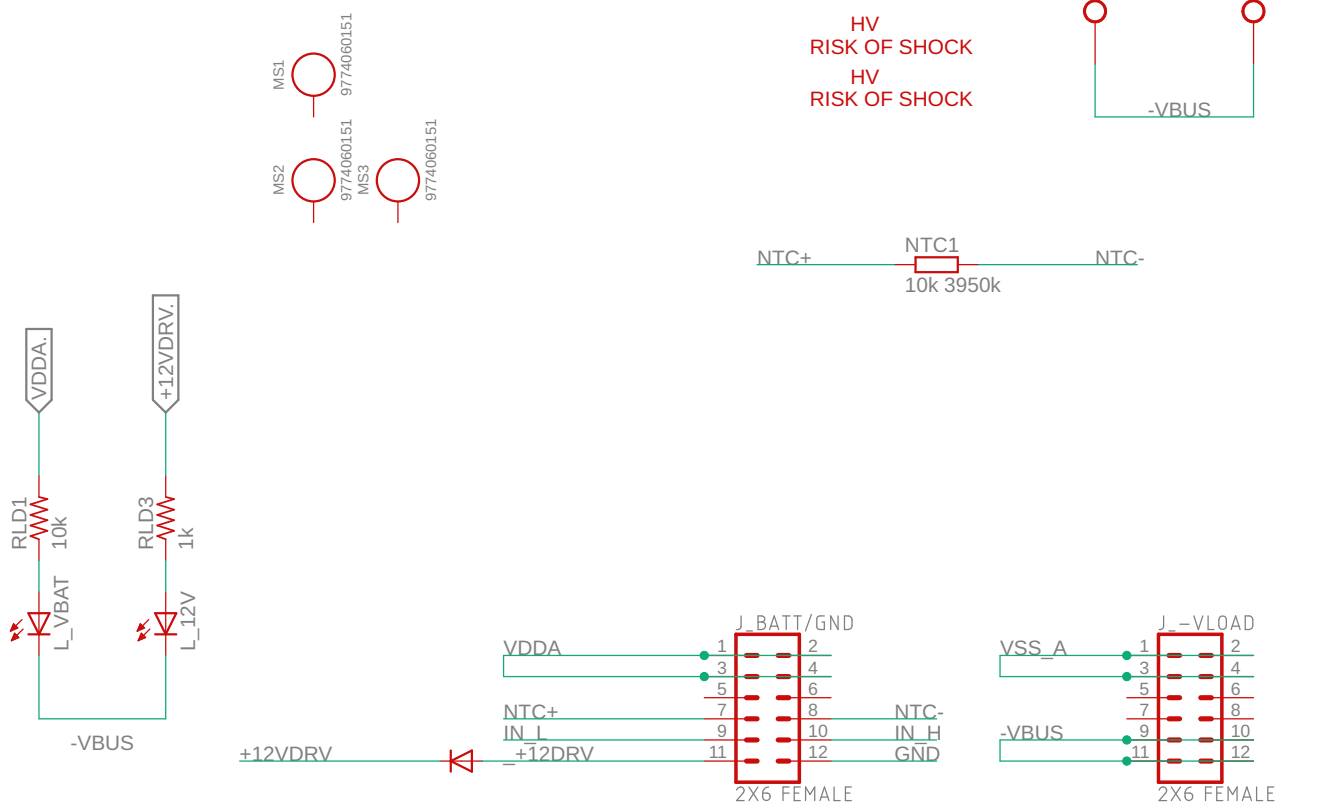 HV
RISK OF SHOCK
HV
RISK OF SHOCK
-VBUS
MS1
9774060151
MS2
9774060151
MS3
9774060151
NTC+
NTC1
10k 3950k
NTC-
VDDA.
+12VDRV.
RLD1
10k
RLD3
1k
L_VBAT
L_12V
-VBUS
J_BATT/GND
VDDA
1
2
3
4
5
6
NTC+
7
8
NTC-
IN_L
9
10
IN_H
+12VDRV
_+12DRV
11
12
GND
2X6 FEMALE
J_-VLOAD
VSS_A
1
2
3
4
5
6
7
8
-VBUS
9
10
11
12
2X6 FEMALE